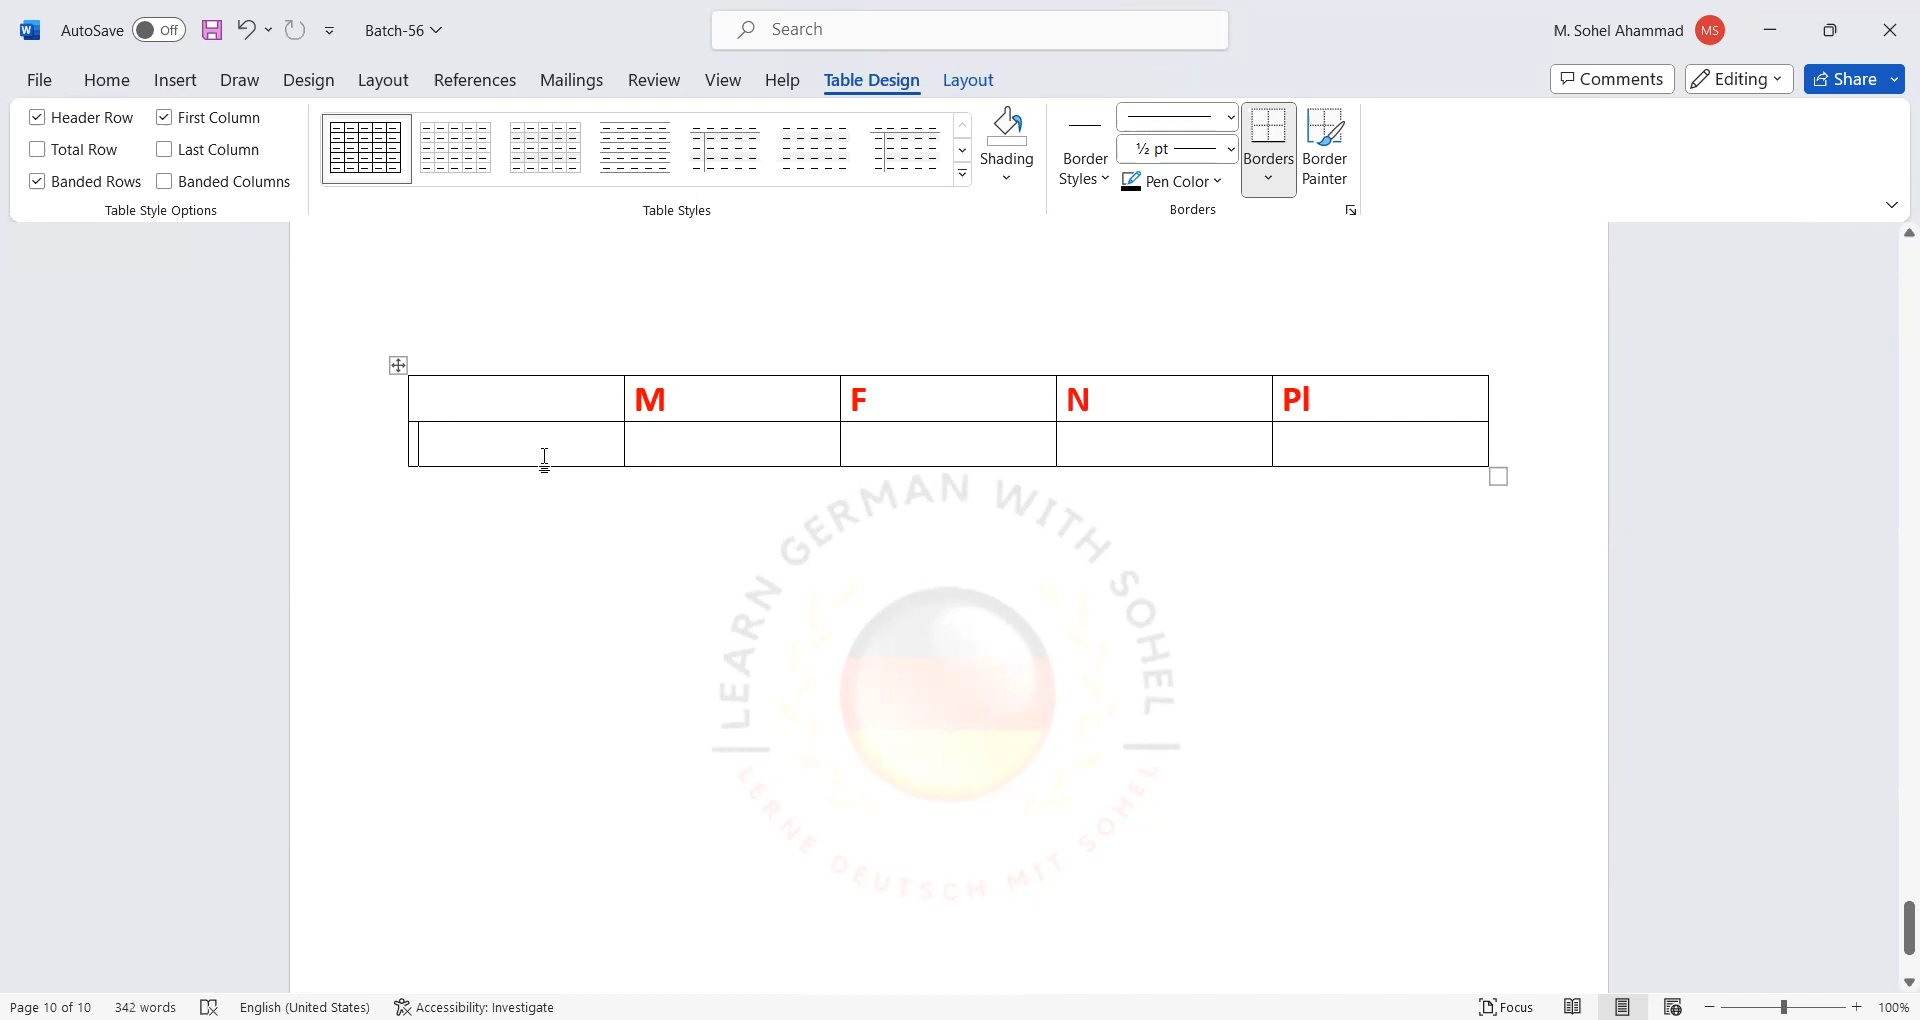 AutoSave Off Batch-56 Search M. Sohel Ahammad MS
File Home Insert Draw Design Layout References Mailings Review View Help Table Design Layout Comments Editing Share
Header Row First Column
Total Row Last Column
Banded Rows Banded Columns
Table Style Options
Table Styles
Shading
Border Styles
½ pt
Pen Color
Borders
Border Painter
Borders
M F N Pl
LEARN GERMAN WITH SOHEL
LERNE DEUTSCH MIT SOHEL
Page 10 of 10 342 words English (United States) Accessibility: Investigate Focus 100%